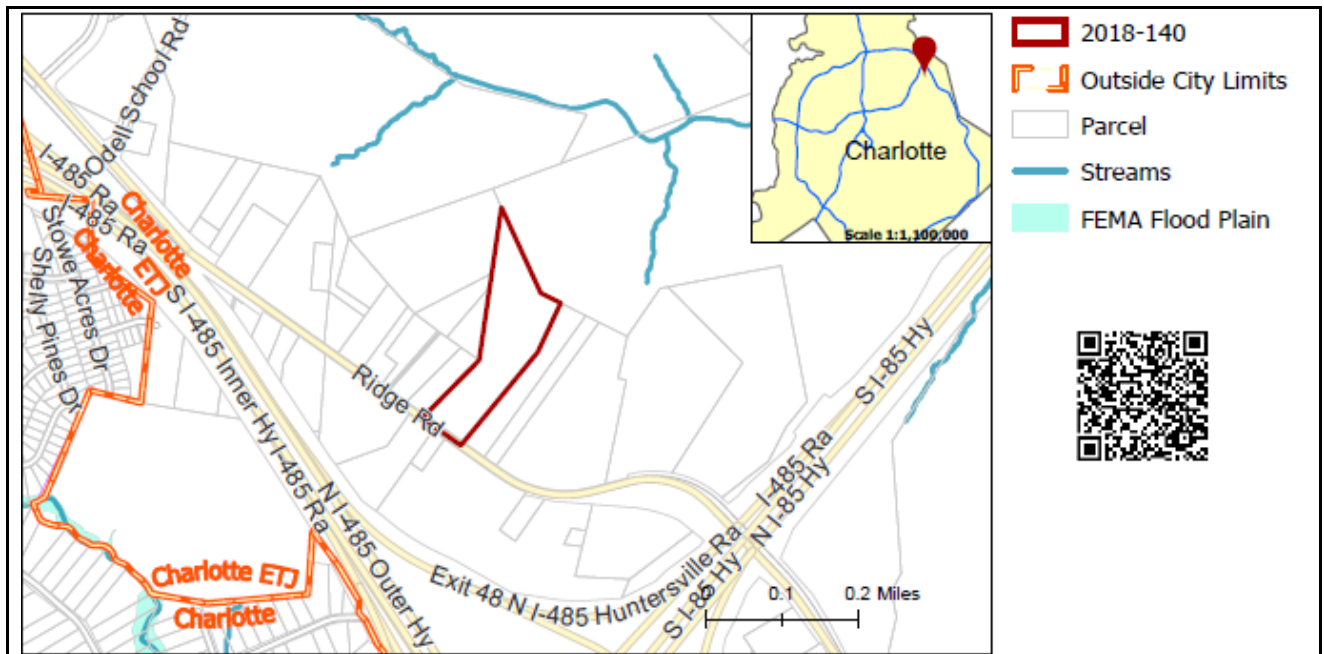 Odell School Rd
I-485 Ra
I-485 Ra
Charlotte
Charlotte ETJ
Stowe Acres Dr
Shelly Pines Dr
S I-485 Inner Hy
I-485 Ra
N I-485 Outer Hy
Ridge Rd
Exit 48 N I-485 Huntersville Ra
I-485 Ra
S I-85 Hy
N I-85 Hy
S I-85 Hy
Charlotte ETJ
Charlotte
0 0.1 0.2 Miles
Charlotte
Scale 1:1,100,000
2018-140
Outside City Limits
Parcel
Streams
FEMA Flood Plain